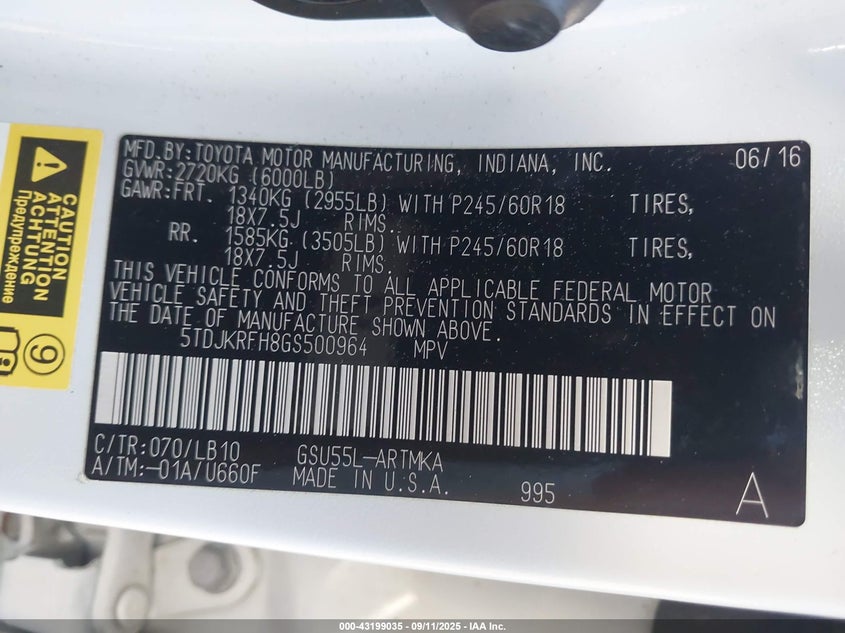 MFD.BY:TOYOTA MOTOR MANUFACTURING, INDIANA, INC. 06/16
GVWR:2720KG (6000LB)
GAWR:FRT. 1340KG (2955LB) WITH P245/60R18 TIRES,
18X7.5J RIMS.
RR. 1585KG (3505LB) WITH P245/60R18 TIRES,
18X7.5J RIMS.
THIS VEHICLE CONFORMS TO ALL APPLICABLE FEDERAL MOTOR
VEHICLE SAFETY AND THEFT PREVENTION STANDARDS IN EFFECT ON
THE DATE OF MANUFACTURE SHOWN ABOVE.
5TDJKRFH8GS500964 MPV
C/TR:070/LB10 GSU55L-ARTMKA
A/TM:-01A/U660F MADE IN U.S.A. 995 A
CAUTION
ATTENTION
ACHTUNG
Предупреждение
9
000-43199035 - 09/11/2025 - IAA Inc.